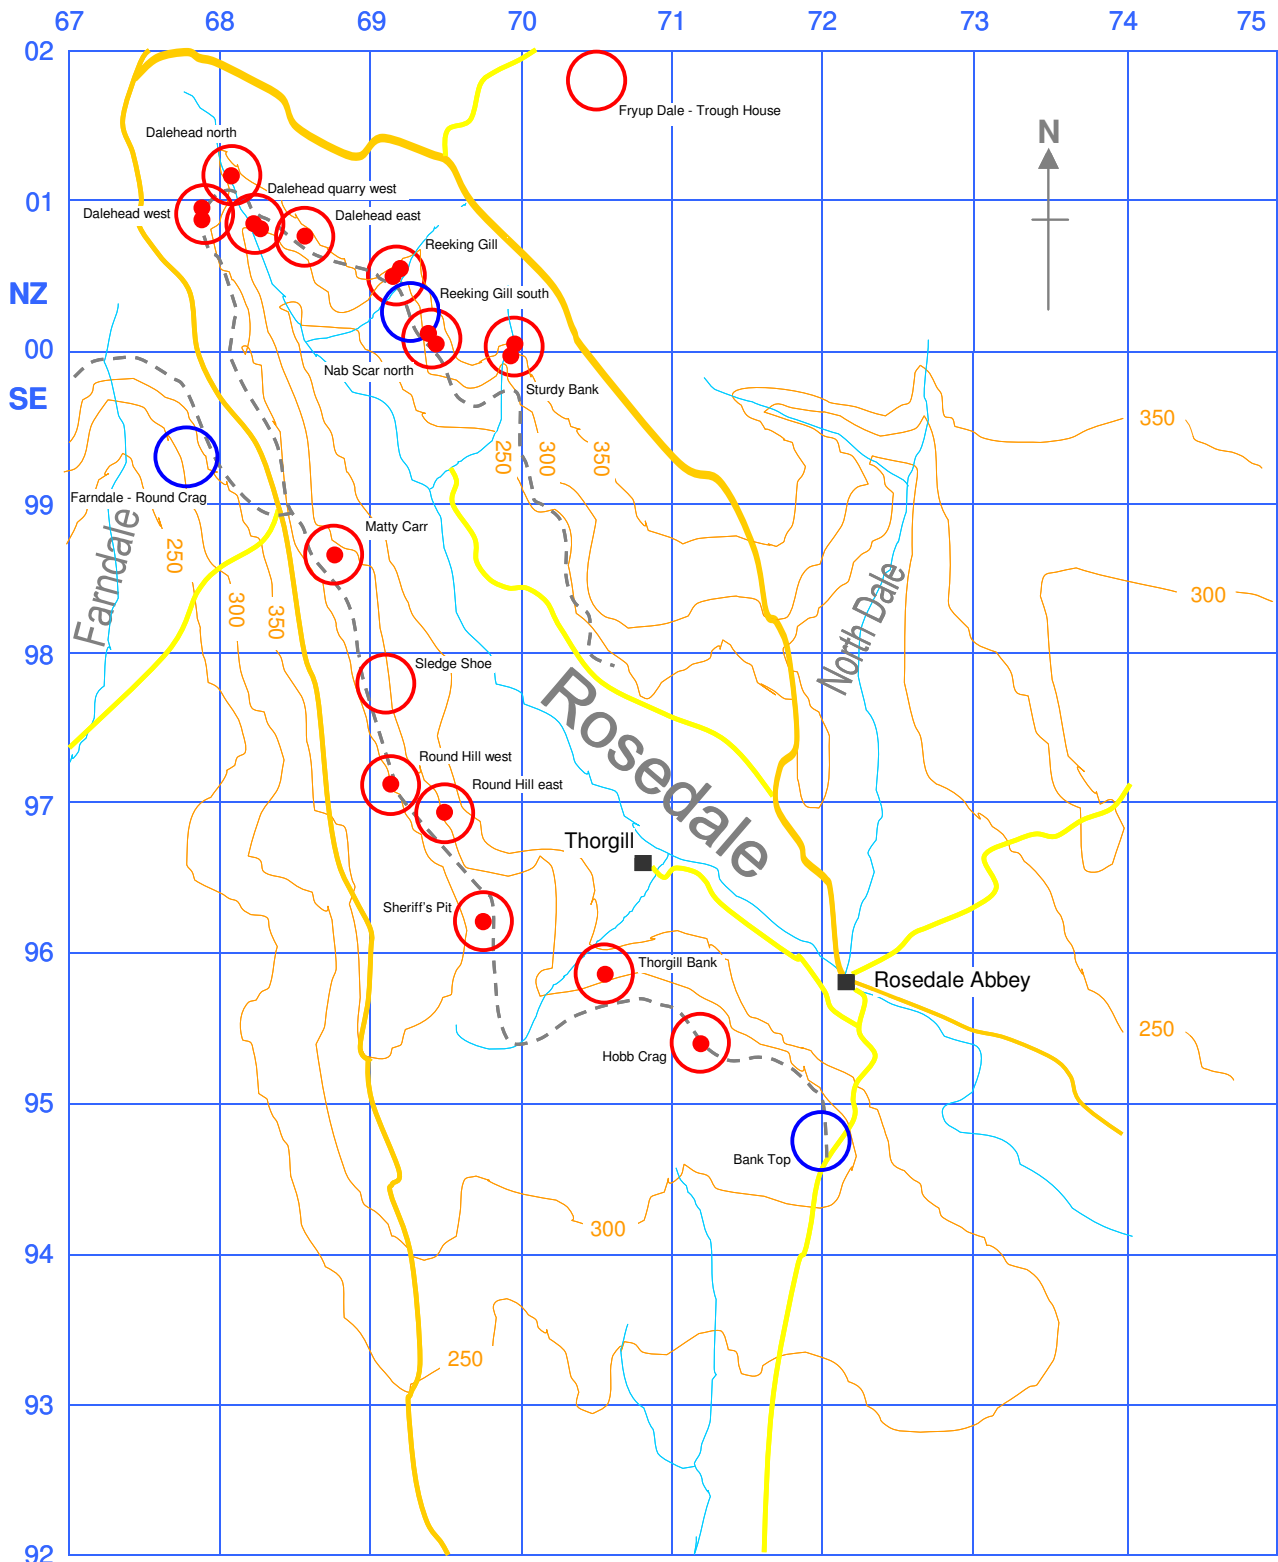 67 68 69 70 71 72 73 74 75
02
Fryup Dale - Trough House
N
Dalehead north
Dalehead quarry west
01
Dalehead west
Dalehead east
Reeking Gill
NZ
Reeking Gill south
00
Nab Scar north
Sturdy Bank
SE
350
250
300
350
Farndale - Round Crag
99
Matty Carr
Farndale
250
300
350
North Dale
300
98
Sledge Shoe
Rosedale
Round Hill west
Round Hill east
97
Thorgill
Sheriff's Pit
96
Thorgill Bank
Rosedale Abbey
250
Hobb Crag
95
Bank Top
300
94
250
93
92